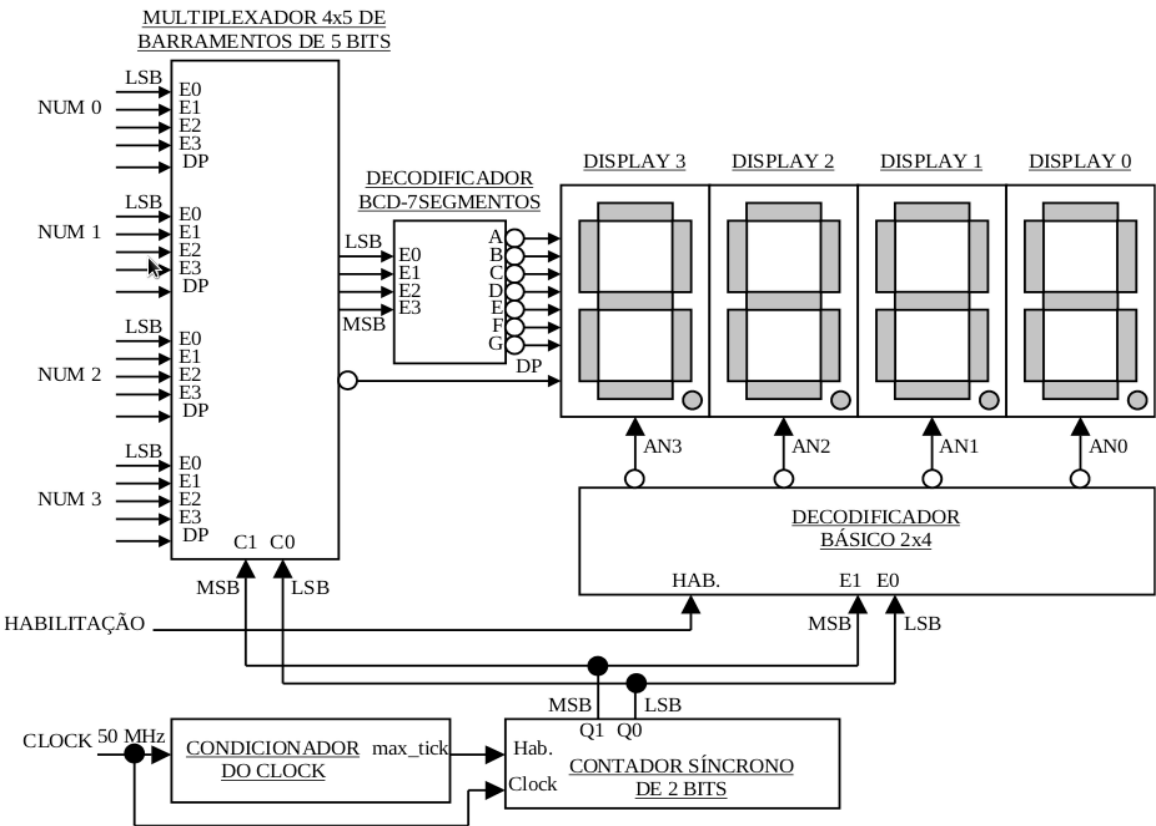 MULTIPLEXADOR 4x5 DE
BARRAMENTOS DE 5 BITS
LSB
NUM 0
E0
E1
E2
E3
DP
LSB
NUM 1
E0
E1
E2
E3
DP
LSB
NUM 2
E0
E1
E2
E3
DP
LSB
NUM 3
E0
E1
E2
E3
DP
C1 C0
MSB
LSB
DECODIFICADOR
BCD-7SEGMENTOS
LSB
E0
E1
E2
E3
MSB
A
B
C
D
E
F
G
DP
DISPLAY 3
DISPLAY 2
DISPLAY 1
DISPLAY 0
AN3
AN2
AN1
AN0
DECODIFICADOR
BÁSICO 2x4
HAB.
E1 E0
MSB
LSB
HABILITAÇÃO
MSB
LSB
Q1 Q0
CLOCK 50 MHz
CONDICIONADOR
DO CLOCK
max_tick
Hab.
Clock
CONTADOR SÍNCRONO
DE 2 BITS